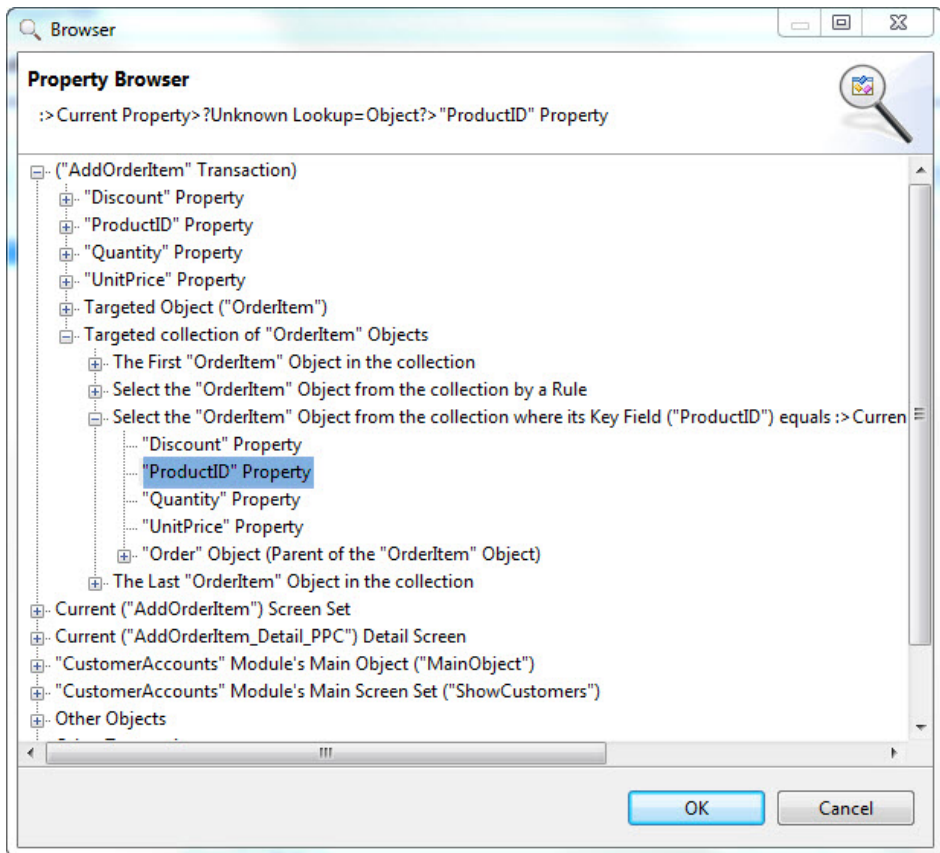 Browser
Property Browser
:>Current Property>?Unknown Lookup=Object?>"ProductID" Property
("AddOrderItem" Transaction)
"Discount" Property
"ProductID" Property
"Quantity" Property
"UnitPrice" Property
Targeted Object ("OrderItem")
Targeted collection of "OrderItem" Objects
The First "OrderItem" Object in the collection
Select the "OrderItem" Object from the collection by a Rule
Select the "OrderItem" Object from the collection where its Key Field ("ProductID") equals :>Curren
"Discount" Property
"ProductID" Property
"Quantity" Property
"UnitPrice" Property
"Order" Object (Parent of the "OrderItem" Object)
The Last "OrderItem" Object in the collection
Current ("AddOrderItem") Screen Set
Current ("AddOrderItem_Detail_PPC") Detail Screen
"CustomerAccounts" Module's Main Object ("MainObject")
"CustomerAccounts" Module's Main Screen Set ("ShowCustomers")
Other Objects
OK
Cancel